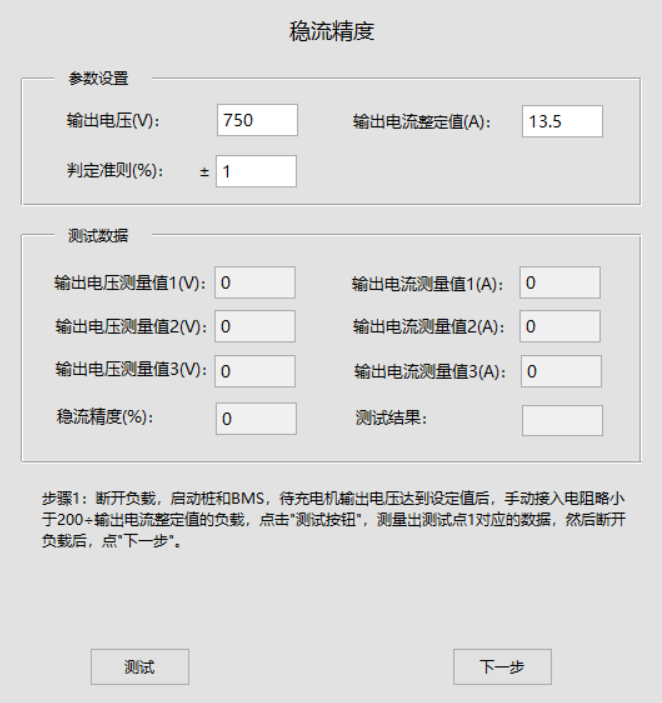 稳流精度
参数设置
输出电压(V)： 750 输出电流整定值(A)： 13.5
判定准则(%)： ± 1
测试数据
输出电压测量值1(V)： 0 输出电流测量值1(A)： 0
输出电压测量值2(V)： 0 输出电流测量值2(A)： 0
输出电压测量值3(V)： 0 输出电流测量值3(A)： 0
稳流精度(%)： 0 测试结果：
步骤1：断开负载，启动桩和BMS，待充电机输出电压达到设定值后，手动接入电阻略小
于200÷输出电流整定值的负载，点击"测试按钮"，测量出测试点1对应的数据，然后断开
负载后，点"下一步"。
测试 下一步